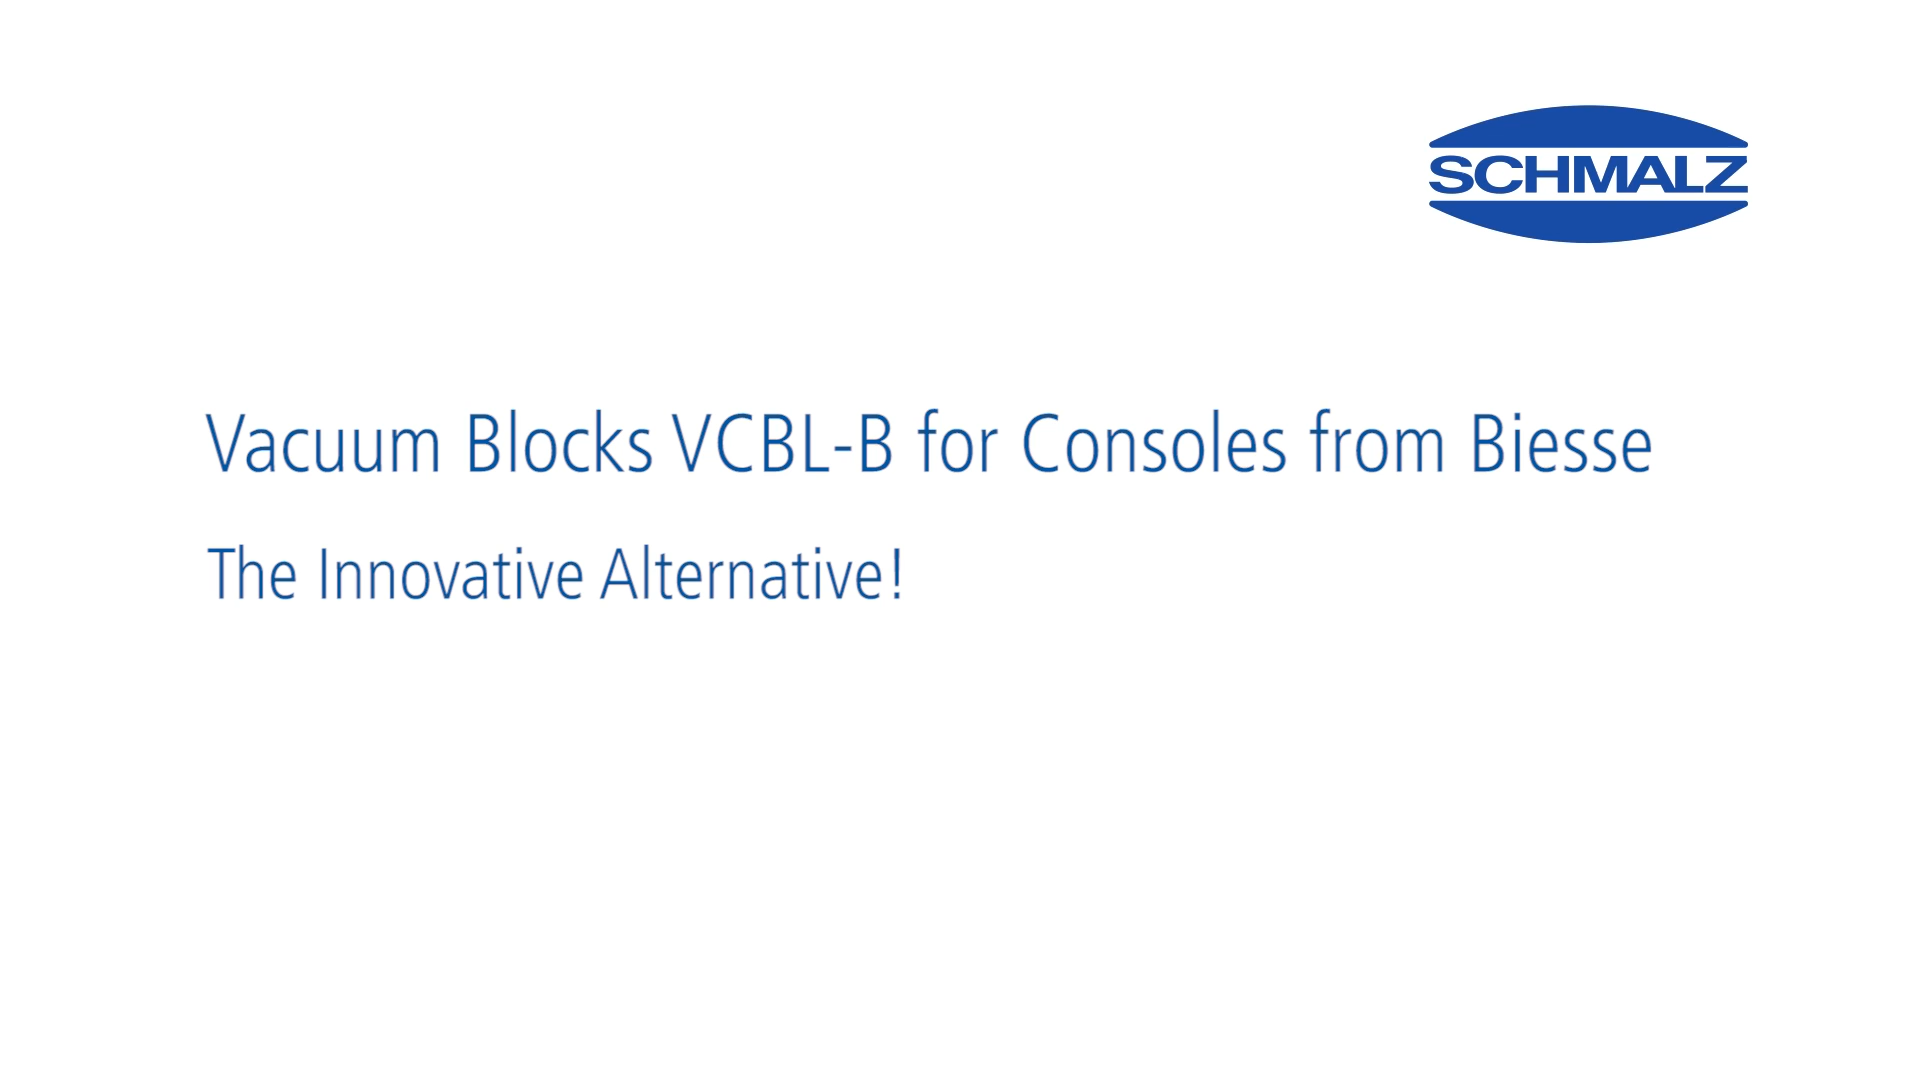 SCHMALZ
Vacuum Blocks VCBL-B for Consoles from Biesse
The Innovative Alternative!